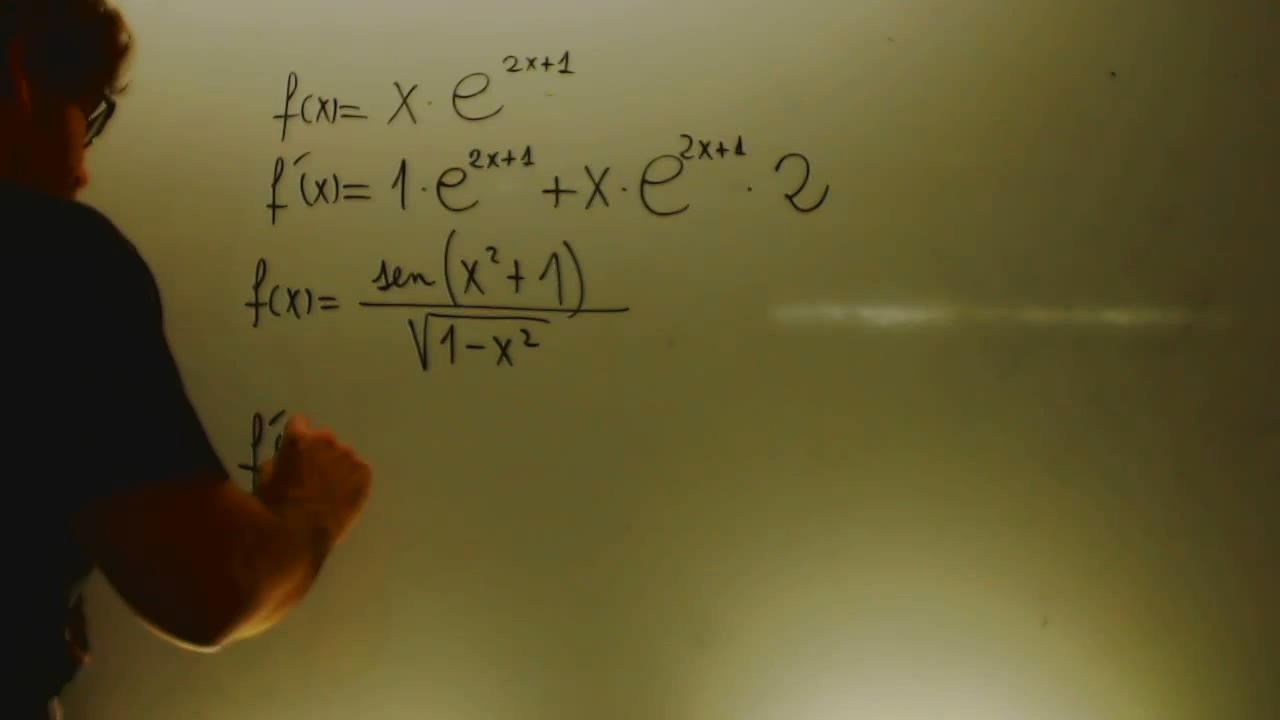 f(x)= x · e^{2x+1}
f´(x)= 1 · e^{2x+1} + x · e^{2x+1} · 2
f(x)= sen(x²+1) / √(1-x²)
f´(